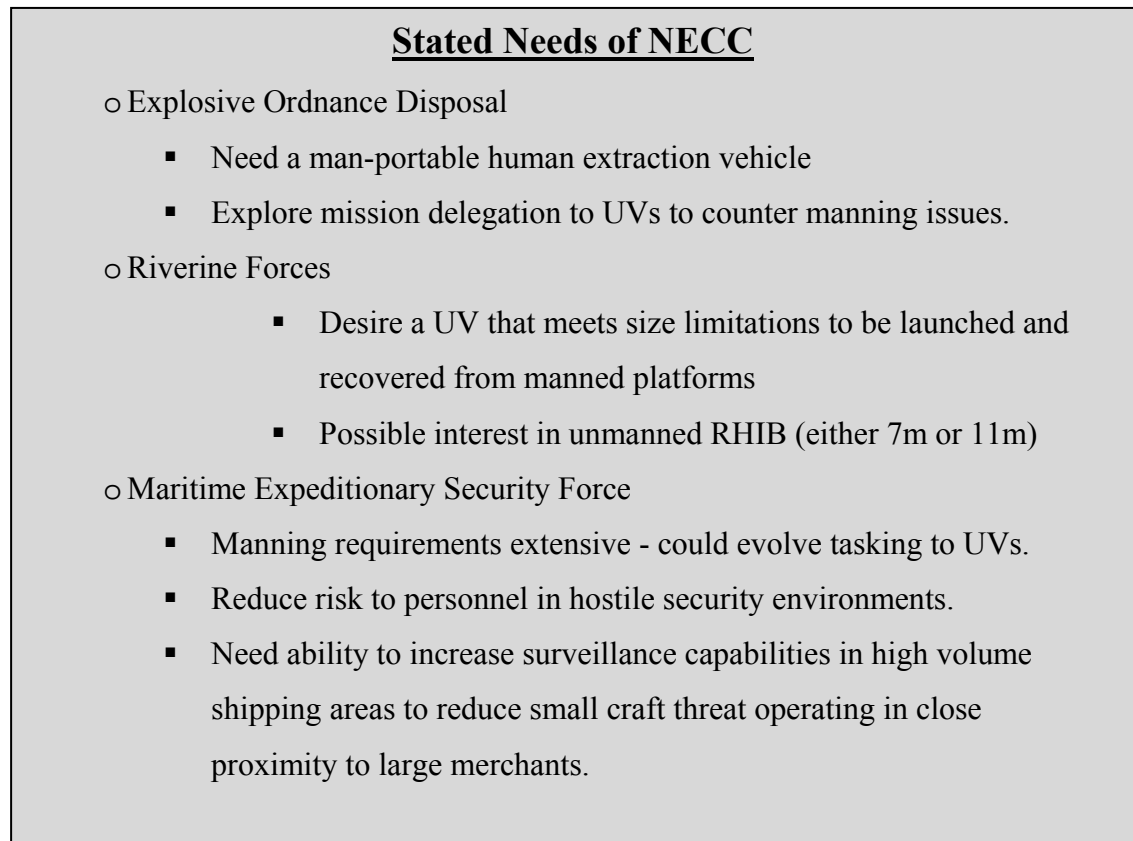 Stated Needs of NECC
o Explosive Ordnance Disposal
▪ Need a man-portable human extraction vehicle
▪ Explore mission delegation to UVs to counter manning issues.
o Riverine Forces
▪ Desire a UV that meets size limitations to be launched and
recovered from manned platforms
▪ Possible interest in unmanned RHIB (either 7m or 11m)
o Maritime Expeditionary Security Force
▪ Manning requirements extensive - could evolve tasking to UVs.
▪ Reduce risk to personnel in hostile security environments.
▪ Need ability to increase surveillance capabilities in high volume
shipping areas to reduce small craft threat operating in close
proximity to large merchants.